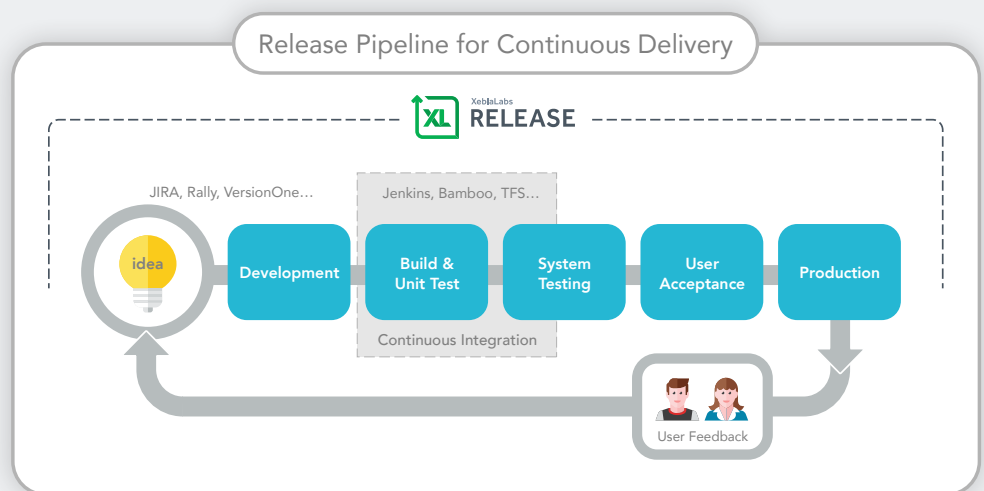 Release Pipeline for Continuous Delivery
XebiaLabs
XL RELEASE
JIRA, Rally, VersionOne...
Jenkins, Bamboo, TFS...
idea
Development
Build &
Unit Test
System
Testing
User
Acceptance
Production
Continuous Integration
User Feedback